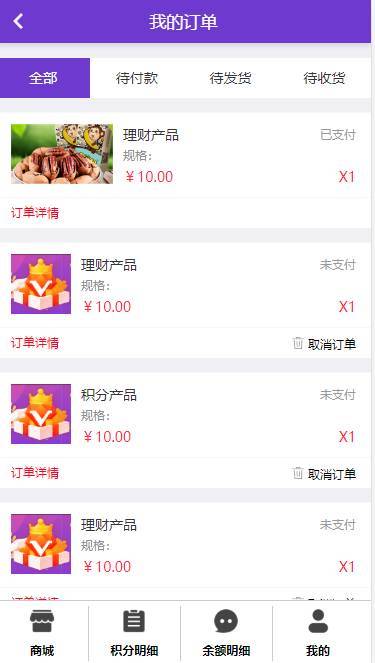 我的订单
全部 待付款 待发货 待收货
理财产品 已支付
规格:
￥10.00 X1
订单详情
理财产品 未支付
规格:
￥10.00 X1
订单详情 取消订单
积分产品 未支付
规格:
￥10.00 X1
订单详情 取消订单
理财产品 未支付
规格:
￥10.00 X1
商城 积分明细 余额明细 我的